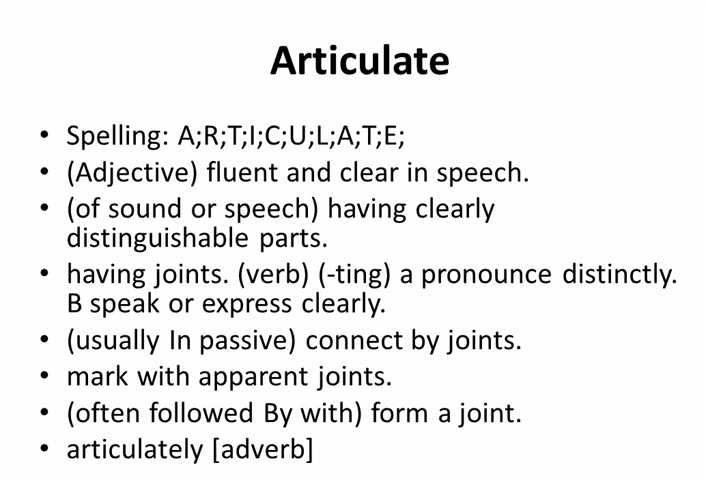 Articulate
• Spelling: A;R;T;I;C;U;L;A;T;E;
• (Adjective) fluent and clear in speech.
• (of sound or speech) having clearly
distinguishable parts.
• having joints. (verb) (-ting) a pronounce distinctly.
B speak or express clearly.
• (usually In passive) connect by joints.
• mark with apparent joints.
• (often followed By with) form a joint.
• articulately [adverb]